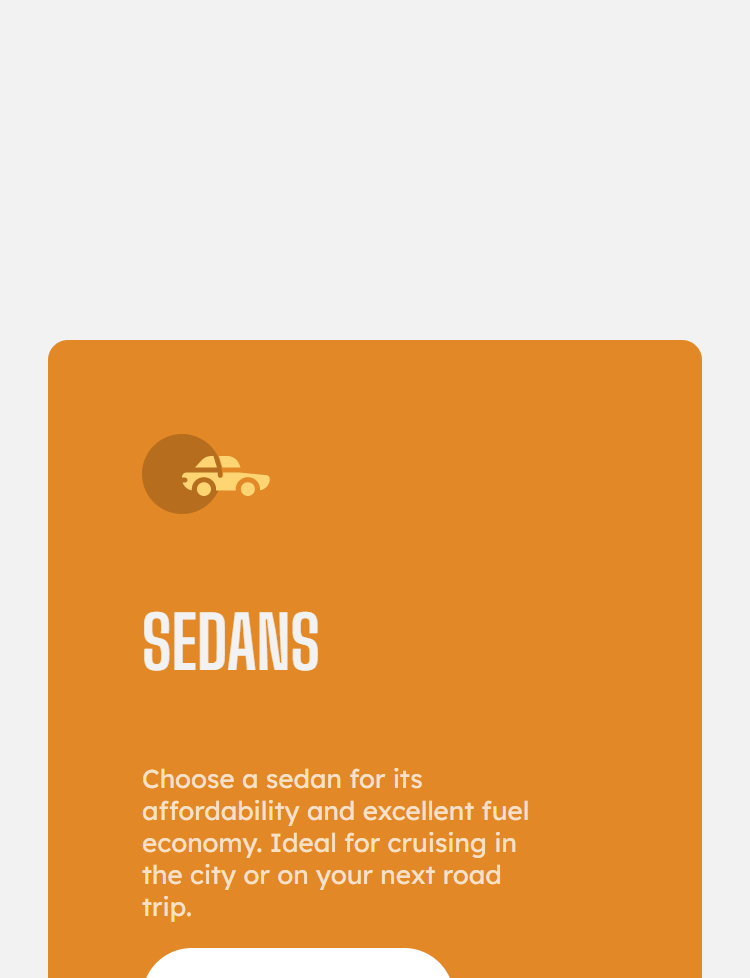 SEDANS
Choose a sedan for its
affordability and excellent fuel
economy. Ideal for cruising in
the city or on your next road
trip.